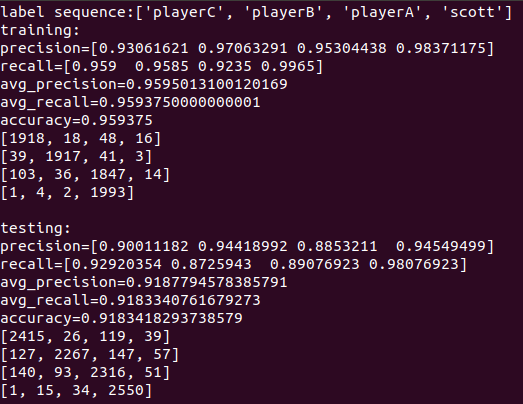 label sequence:['playerC', 'playerB', 'playerA', 'scott']
training:
precision=[0.93061621 0.97063291 0.95304438 0.98371175]
recall=[0.959  0.9585 0.9235 0.9965]
avg_precision=0.9595013100120169
avg_recall=0.9593750000000001
accuracy=0.959375
[1918, 18, 48, 16]
[39, 1917, 41, 3]
[103, 36, 1847, 14]
[1, 4, 2, 1993]

testing:
precision=[0.90011182 0.94418992 0.8853211  0.94549499]
recall=[0.92920354 0.8725943  0.89076923 0.98076923]
avg_precision=0.9187794578385791
avg_recall=0.9183340761679273
accuracy=0.9183418293738579
[2415, 26, 119, 39]
[127, 2267, 147, 57]
[140, 93, 2316, 51]
[1, 15, 34, 2550]